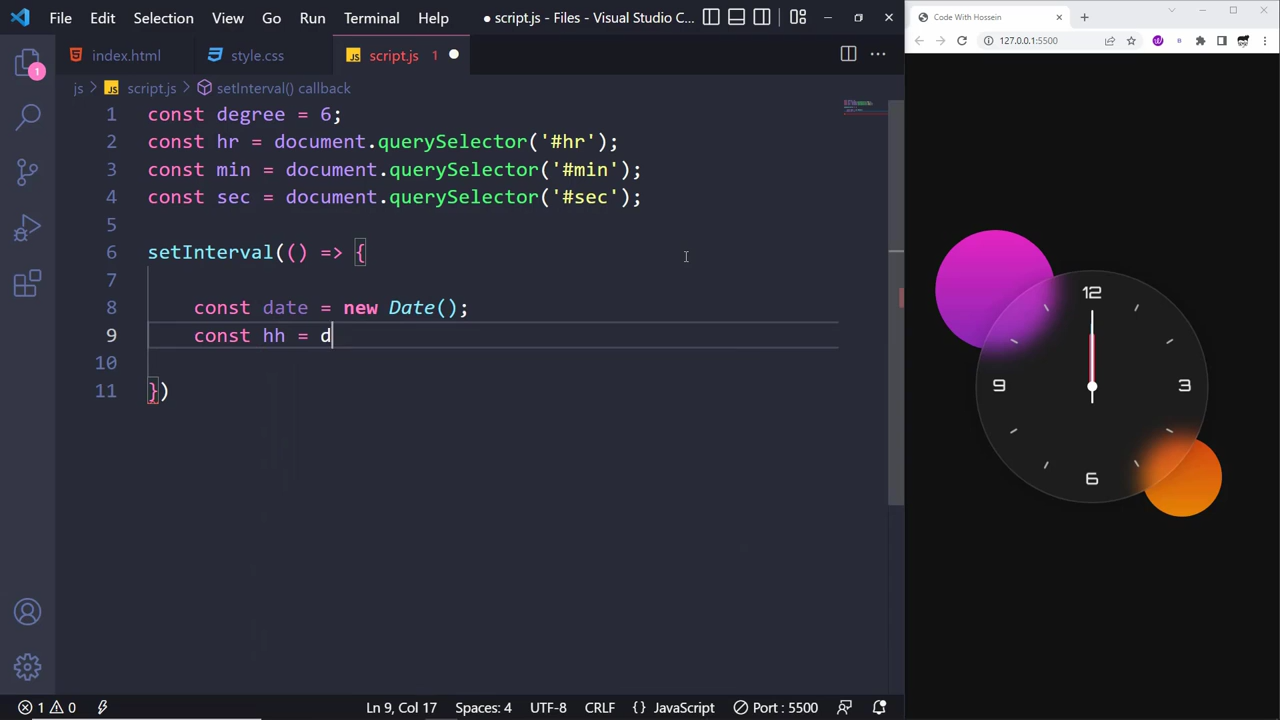 File Edit Selection View Go Run Terminal Help ● script.js - Files - Visual Studio C...
index.html style.css JS script.js 1
js > JS script.js > setInterval() callback
1 const degree = 6;
2 const hr = document.querySelector('#hr');
3 const min = document.querySelector('#min');
4 const sec = document.querySelector('#sec');
5
6 setInterval(() => {
7
8 const date = new Date();
9 const hh = d
10
11 })
1
1 0 Ln 9, Col 17 Spaces: 4 UTF-8 CRLF {} JavaScript Port : 5500
Code With Hossein
127.0.0.1:5500
12
9 3
6